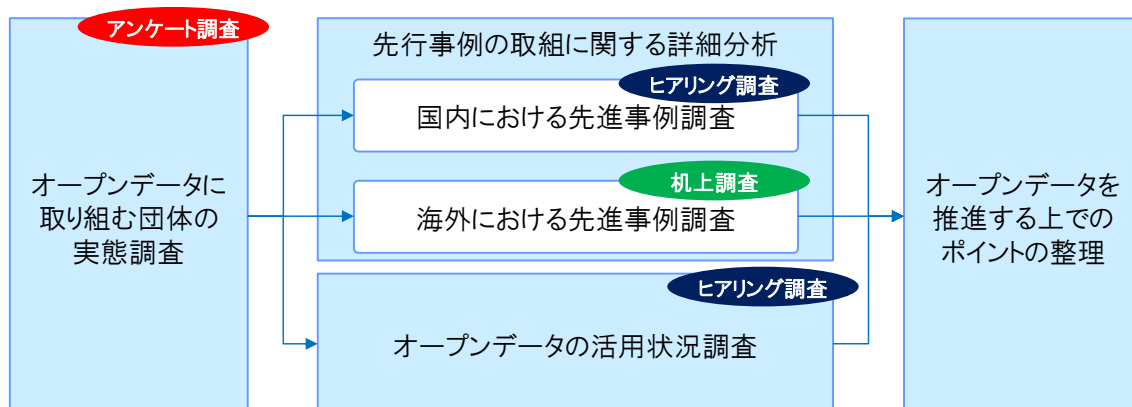 アンケート調査
オープンデータに
取り組む団体の
実態調査
先行事例の取組に関する詳細分析
ヒアリング調査
国内における先進事例調査
机上調査
海外における先進事例調査
ヒアリング調査
オープンデータの活用状況調査
オープンデータを
推進する上での
ポイントの整理